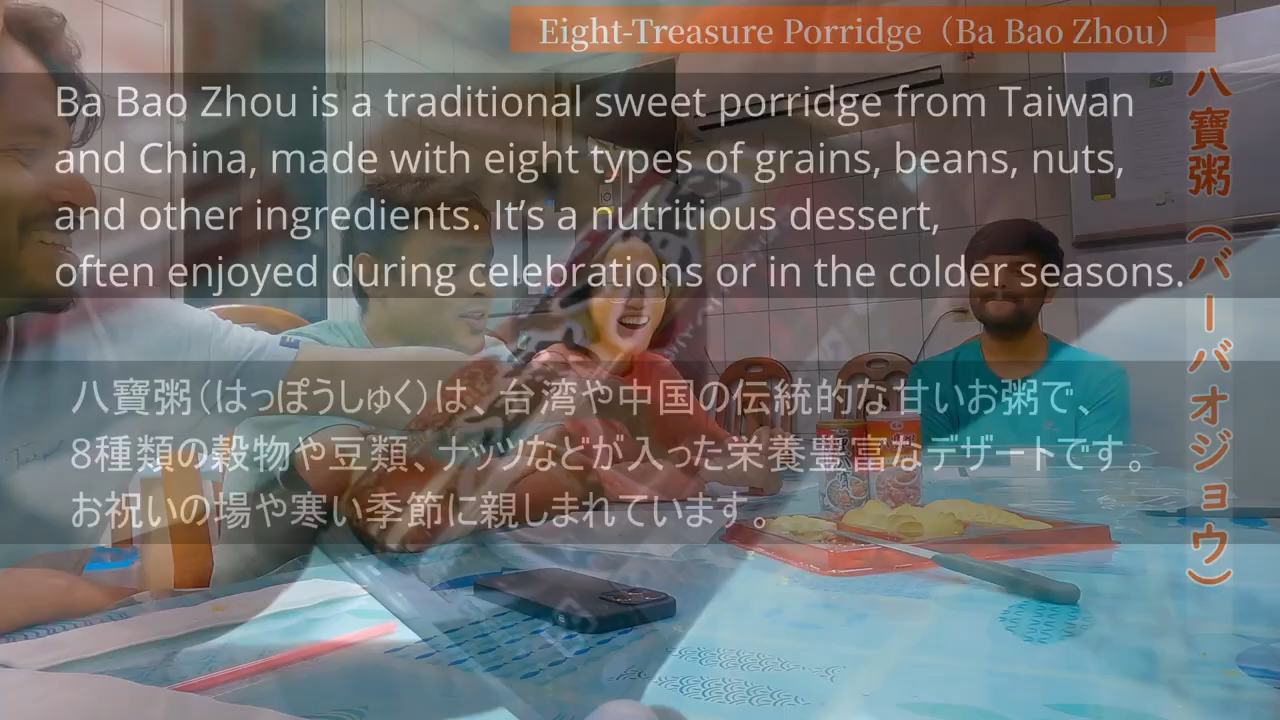 Eight-Treasure Porridge（Ba Bao Zhou）
八寶粥（バーバオジョウ）
Ba Bao Zhou is a traditional sweet porridge from Taiwan
and China, made with eight types of grains, beans, nuts,
and other ingredients. It’s a nutritious dessert,
often enjoyed during celebrations or in the colder seasons.
八寶粥（はっぽうしゅく）は、台湾や中国の伝統的な甘いお粥で、
8種類の穀物や豆類、ナッツなどが入った栄養豊富なデザートです。
お祝いの場や寒い季節に親しまれています。